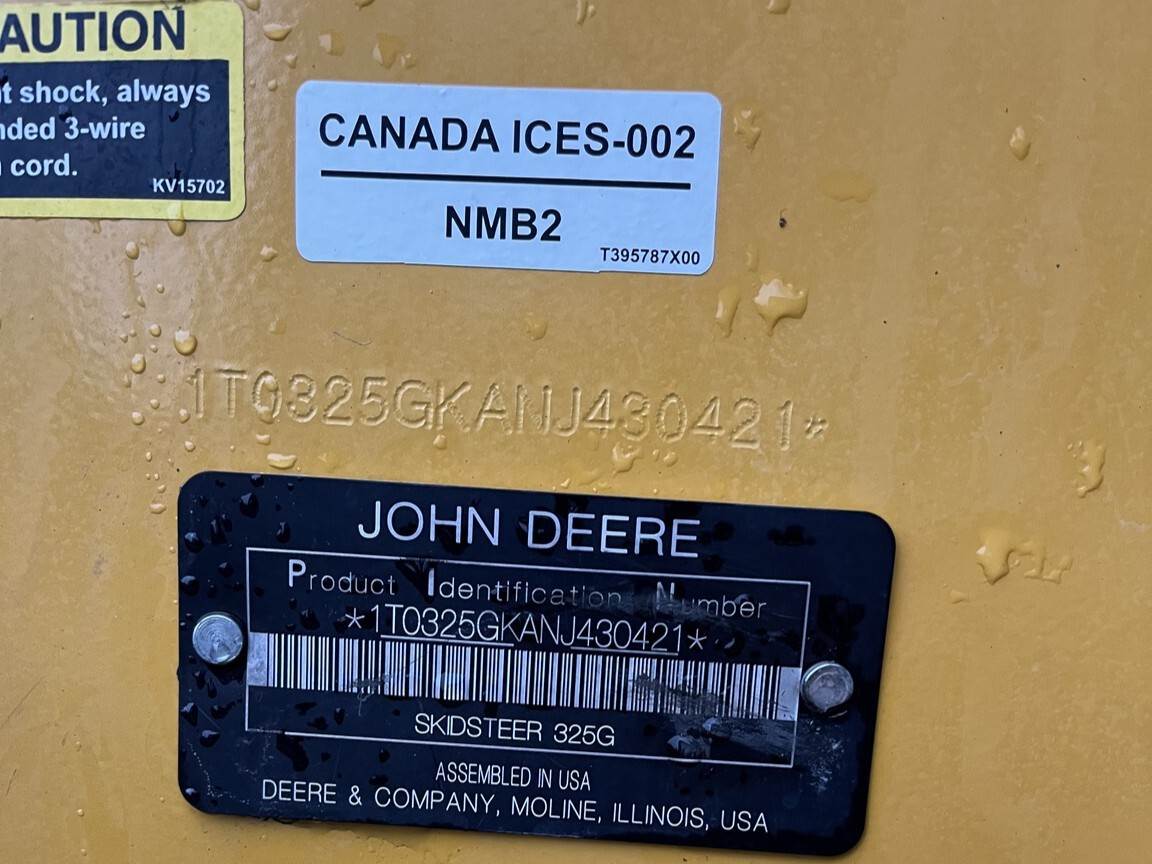 AUTION
t shock, always
nded 3-wire
cord.
KV15702
CANADA ICES-002
NMB2
T395787X00
1T0325GKANJ430421*
JOHN DEERE
Product Identification Number
*1T0325GKANJ430421*
SKIDSTEER 325G
ASSEMBLED IN USA
DEERE & COMPANY, MOLINE, ILLINOIS, USA